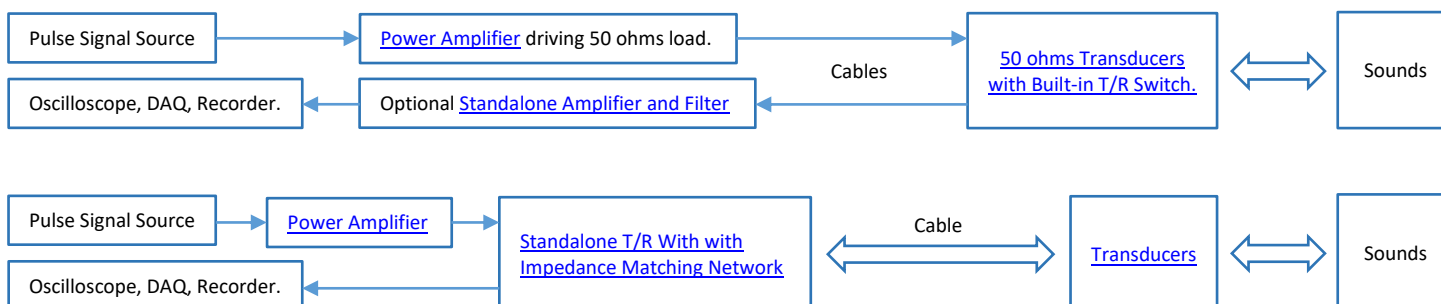 Pulse Signal Source
Power Amplifier driving 50 ohms load.
Cables
50 ohms Transducers
with Built-in T/R Switch.
Sounds
Oscilloscope, DAQ, Recorder.
Optional Standalone Amplifier and Filter
Pulse Signal Source
Power Amplifier
Standalone T/R With with
Impedance Matching Network
Cable
Transducers
Sounds
Oscilloscope, DAQ, Recorder.